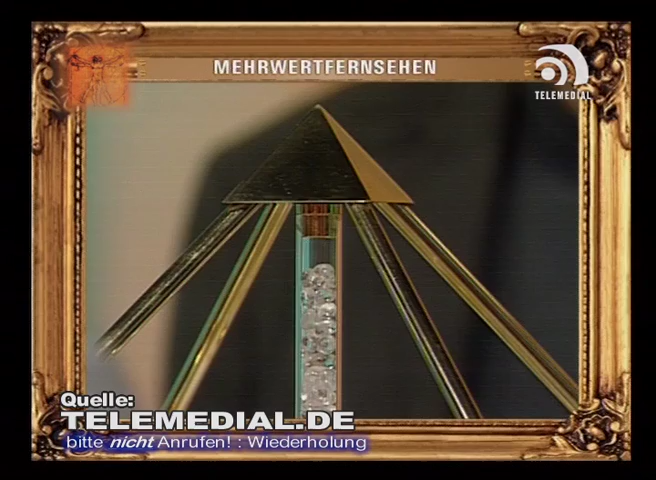 MEHRWERTFERNSEHEN
TELEMEDIAL
Quelle:
TELEMEDIAL.DE
bitte nicht Anrufen! : Wiederholung